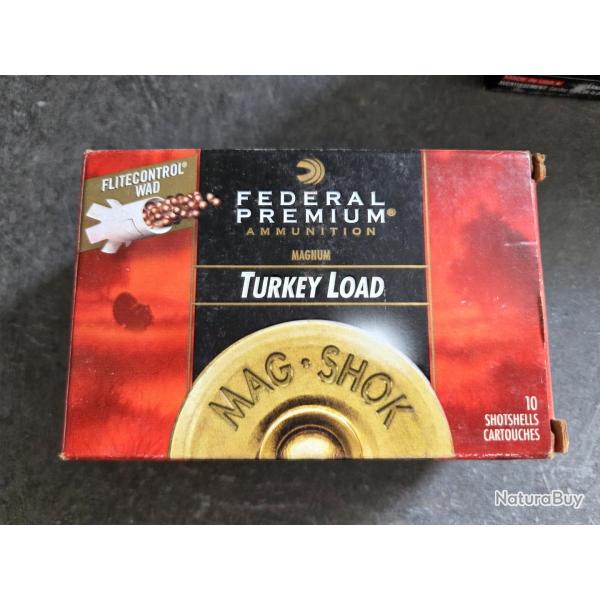 FLITECONTROL®
WAD
FEDERAL
PREMIUM®
AMMUNITION
MAGNUM
TURKEY LOAD
MAG · SHOK
10
SHOTSHELLS
CARTOUCHES
NaturaBuy